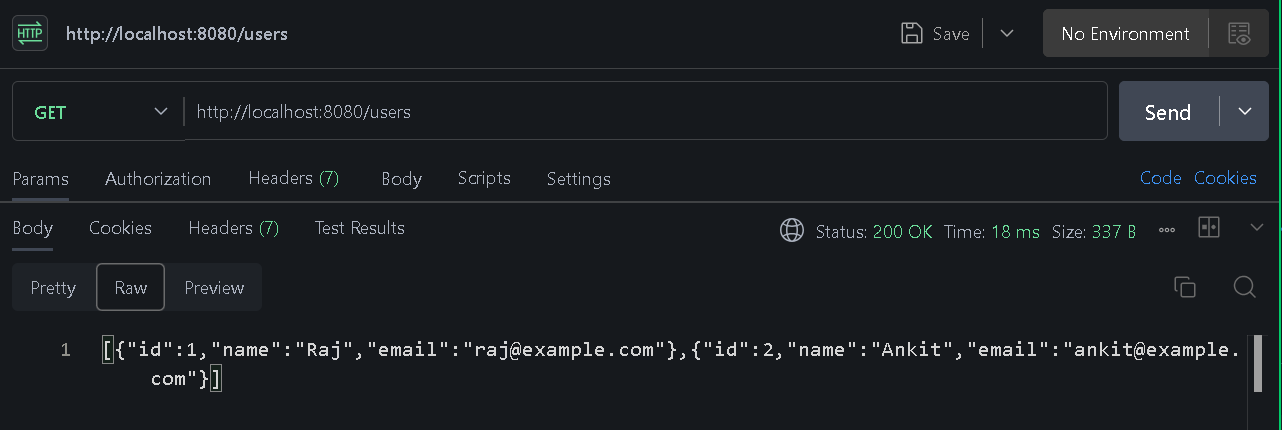 HTTP http://localhost:8080/users Save No Environment
GET http://localhost:8080/users Send
Params Authorization Headers (7) Body Scripts Settings Code Cookies
Body Cookies Headers (7) Test Results Status: 200 OK Time: 18 ms Size: 337 B
Pretty Raw Preview
1 [{"id":1,"name":"Raj","email":"raj@example.com"},{"id":2,"name":"Ankit","email":"ankit@example.
com"}]